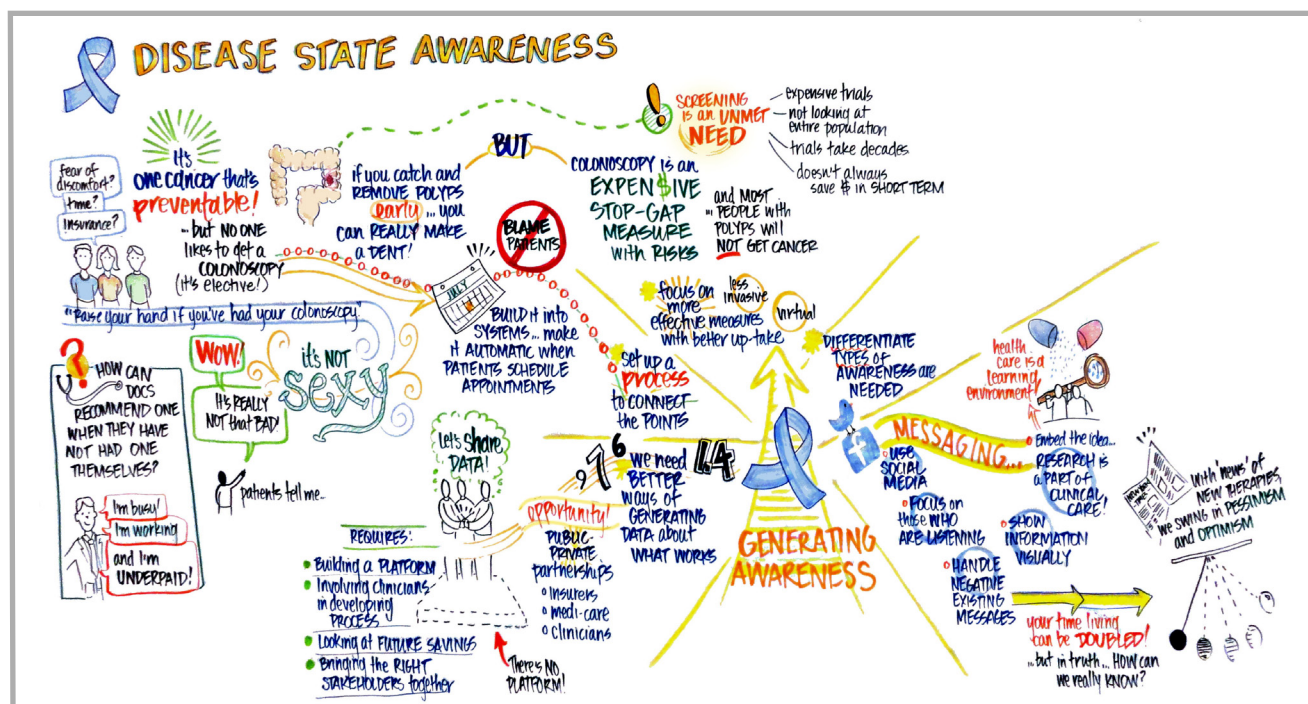 DISEASE STATE AWARENESS
fear of
discomfort?
time?
insurance?
It's
one cancer that's
preventable!
...but NO ONE
likes to get a
COLONOSCOPY
(it's elective!)
if you catch and
REMOVE POLYPS
early ... you
can REALLY MAKE
a DENT!
BUT
COLONOSCOPY is an
EXPEN$IVE
STOP-GAP
MEASURE
with RISKS
and MOST
... PEOPLE with
POLYPS will
NOT GET CANCER
!
SCREENING
is an UNMET
NEED
expensive trials
not looking at
entire population
trials take decades
doesn't always
save $ in SHORT TERM
BLAME
PATIENTS
"Raise your hand if you've had your colonoscopy"
JULY
BUILD it into
SYSTEMS... make
it AUTOMATIC when
PATIENTS SCHEDULE
APPOINTMENTS
?
HOW CAN
DOCS
RECOMMEND ONE
WHEN THEY HAVE
NOT HAD ONE
THEMSELVES?
I'm busy!
I'm working
and I'm
UNDERPAID!
WOW!
It's REALLY
NOT that BAD!
patients tell me...
it's NOT
SEXY
Let's share
DATA!
REQUIRES:
Building a PLATFORM
Involving clinicians
in developing
PROCESS
Looking at FUTURE SAVINGS
Bringing the RIGHT
STAKEHOLDERS together
There's NO
PLATFORM!
opportunity!
PUBLIC-
PRIVATE
partnerships
insurers
medi-care
clinicians
set up a
process
to CONNECT
the POINTS
focus on
more
effective measures
with better up-take
less
invasive
virtual
we need
BETTER
ways of
GENERATING
DATA about
WHAT WORKS
GENERATING
AWARENESS
DIFFERENTIATE
TYPES of
AWARENESS are
NEEDED
f
MESSAGING...
USE
SOCIAL
MEDIA
FOCUS on
those WHO
ARE LISTENING
HANDLE
NEGATIVE
EXISTING
MESSAGES
SHOW
INFORMATION
VISUALLY
health
care is a
learning
environment!
Embed the idea...
RESEARCH is
a PART of
CLINICAL
CARE!
your time living
can be DOUBLED!
...but in truth... HOW can
we really KNOW?
with 'news' of
NEW THERAPIES,
we SWING in PESSIMISM
and OPTIMISM